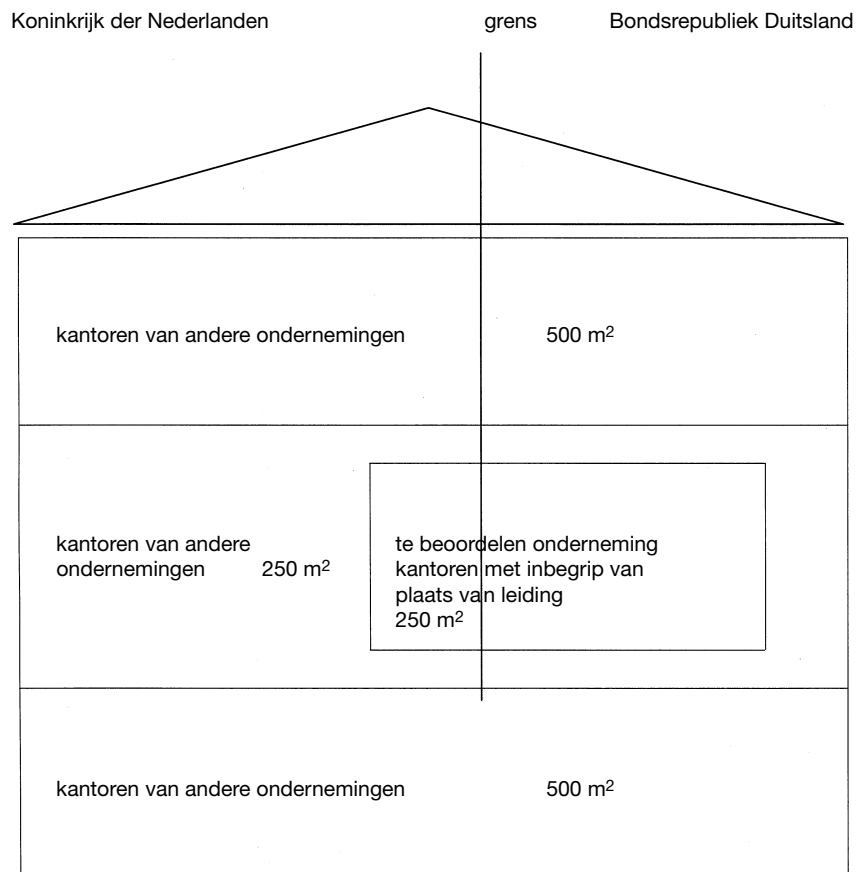 Koninkrijk der Nederlanden grens Bondsrepubliek Duitsland
kantoren van andere ondernemingen 500 m²
kantoren van andere
ondernemingen 250 m²
te beoordelen onderneming
kantoren met inbegrip van
plaats van leiding
250 m²
kantoren van andere ondernemingen 500 m²